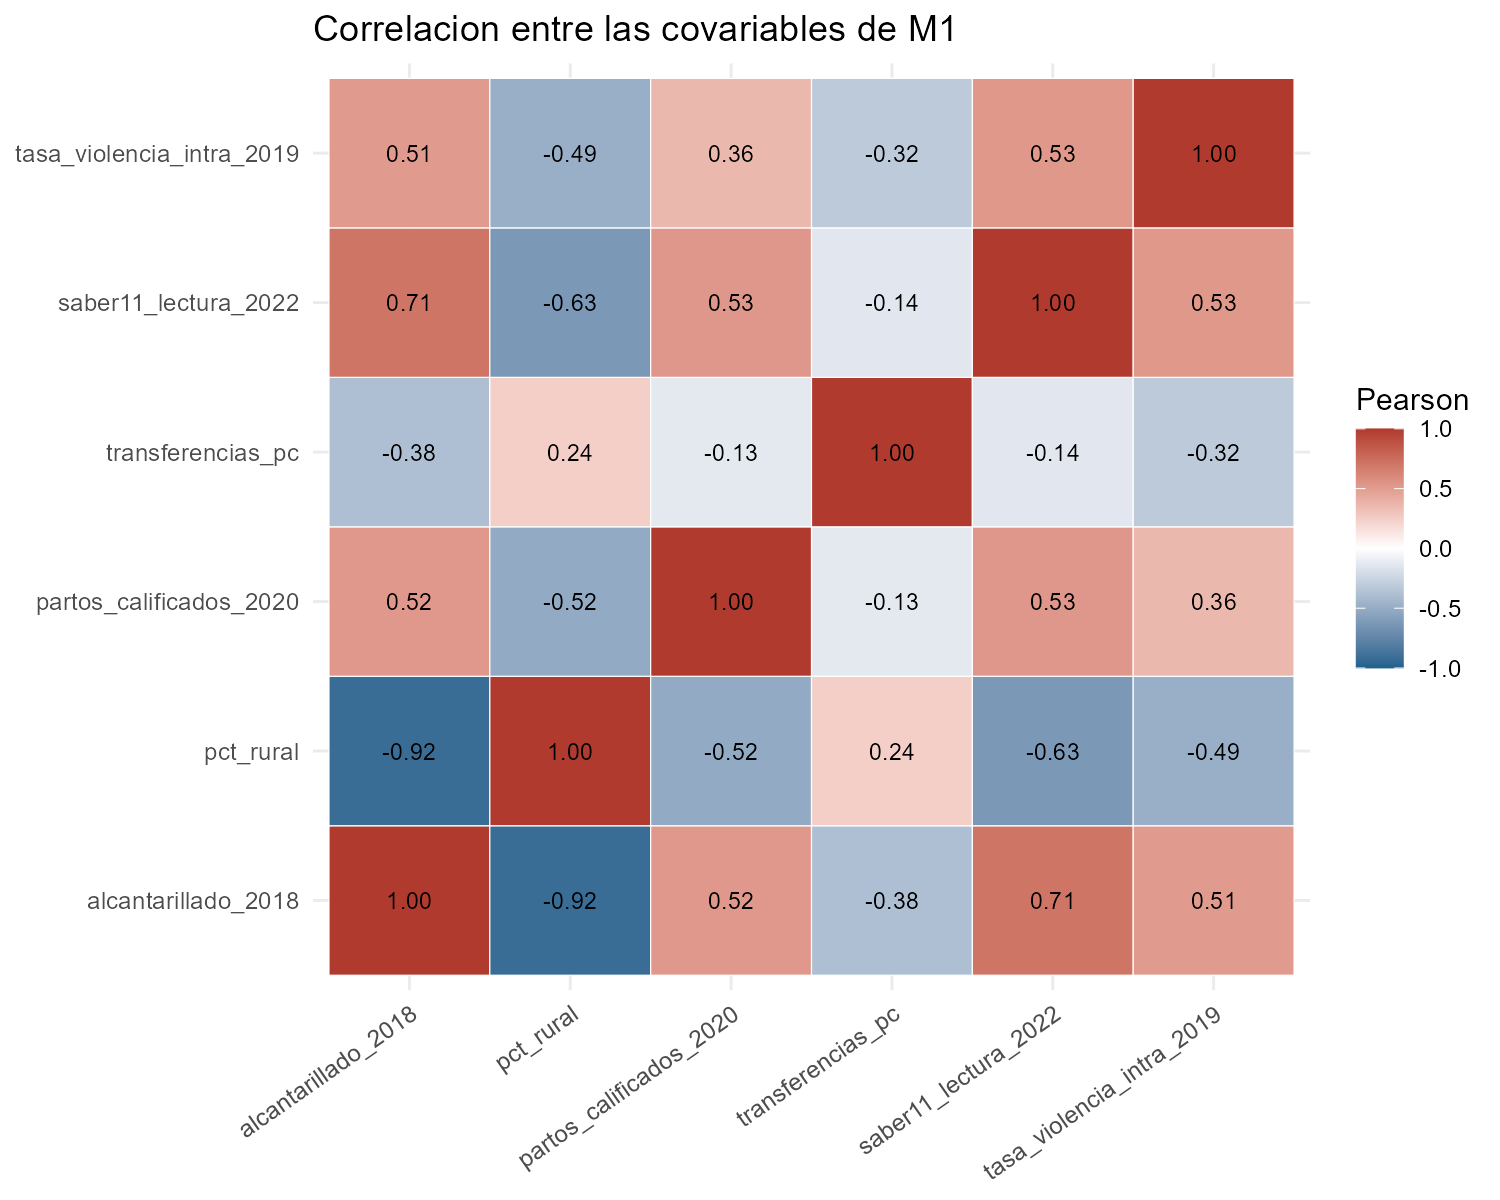 Correlacion entre las covariables de M1
tasa_violencia_intra_2019
0.51 -0.49 0.36 -0.32 0.53 1.00
saber11_lectura_2022
0.71 -0.63 0.53 -0.14 1.00 0.53
transferencias_pc
-0.38 0.24 -0.13 1.00 -0.14 -0.32
partos_calificados_2020
0.52 -0.52 1.00 -0.13 0.53 0.36
pct_rural
-0.92 1.00 -0.52 0.24 -0.63 -0.49
alcantarillado_2018
1.00 -0.92 0.52 -0.38 0.71 0.51
alcantarillado_2018
pct_rural
partos_calificados_2020
transferencias_pc
saber11_lectura_2022
tasa_violencia_intra_2019
Pearson
1.0
0.5
0.0
-0.5
-1.0